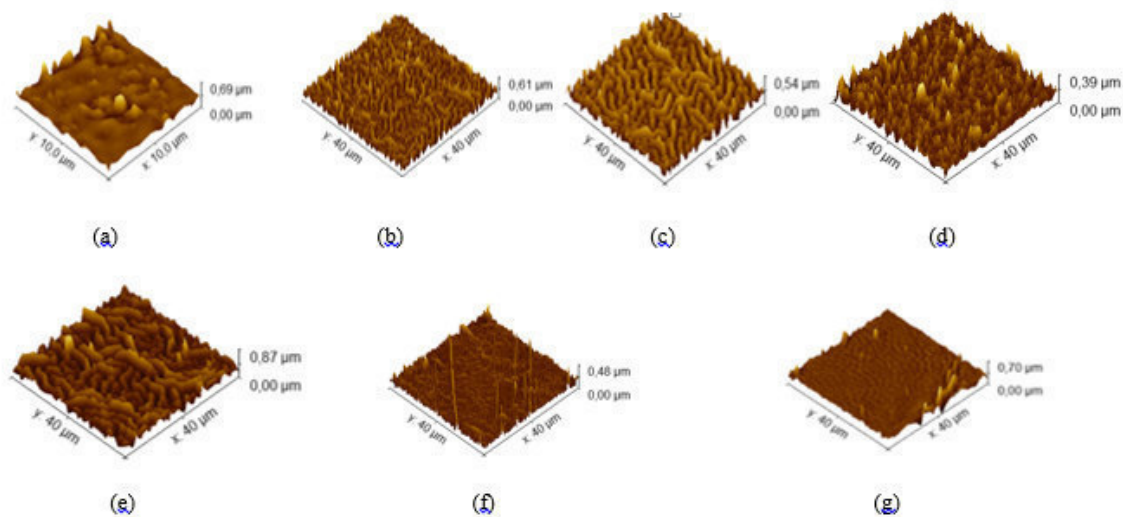 0,69 µm
0,00 µm
y: 10,0 µm
x: 10,0 µm
(a)
0,61 µm
0,00 µm
y: 40 µm
x: 40 µm
(b)
0,54 µm
0,00 µm
y: 40 µm
x: 40 µm
(c)
0,39 µm
0,00 µm
y: 40 µm
x: 40 µm
(d)
0,87 µm
0,00 µm
y: 40 µm
x: 40 µm
(e)
0,48 µm
0,00 µm
y: 40 µm
x: 40 µm
(f)
0,70 µm
0,00 µm
y: 40 µm
x: 40 µm
(g)